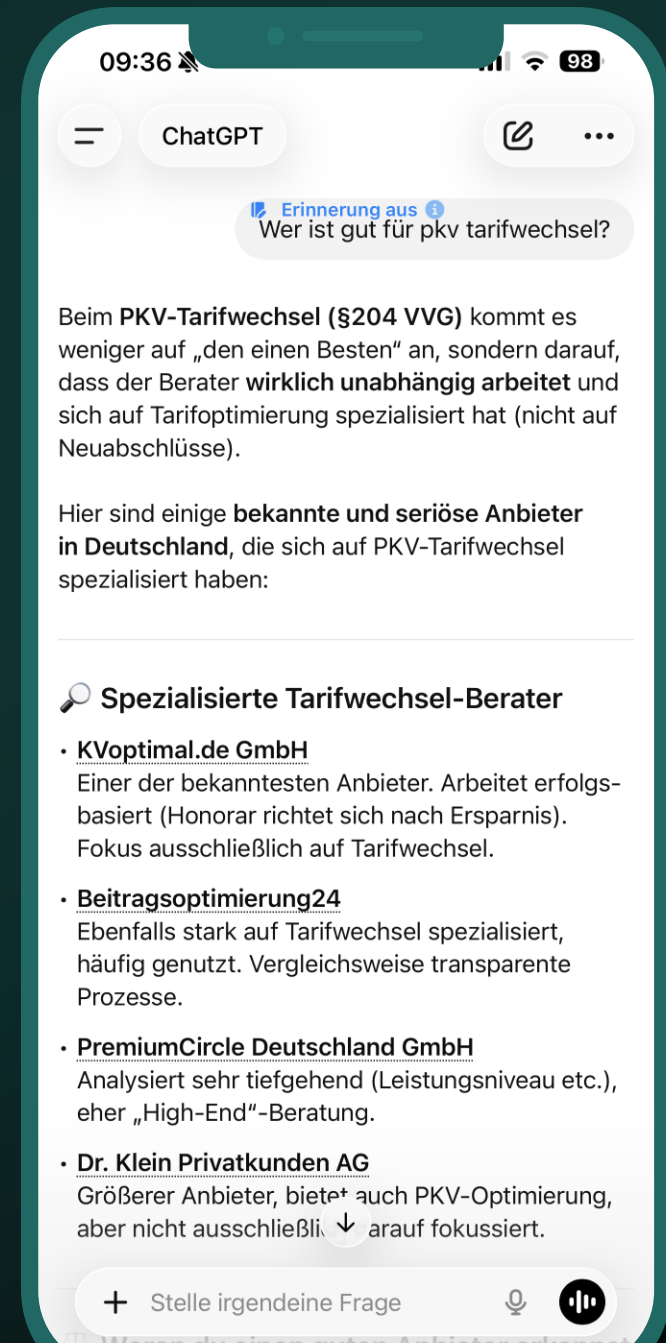 09:36
98
ChatGPT
Erinnerung aus
Wer ist gut für pkv tarifwechsel?
Beim PKV-Tarifwechsel (§204 VVG) kommt es
weniger auf „den einen Besten“ an, sondern darauf,
dass der Berater wirklich unabhängig arbeitet und
sich auf Tarifoptimierung spezialisiert hat (nicht auf
Neuabschlüsse).
Hier sind einige bekannte und seriöse Anbieter
in Deutschland, die sich auf PKV-Tarifwechsel
spezialisiert haben:
🔎 Spezialisierte Tarifwechsel-Berater
• KVoptimal.de GmbH
Einer der bekanntesten Anbieter. Arbeitet erfolgs-
basiert (Honorar richtet sich nach Ersparnis).
Fokus ausschließlich auf Tarifwechsel.
• Beitragsoptimierung24
Ebenfalls stark auf Tarifwechsel spezialisiert,
häufig genutzt. Vergleichsweise transparente
Prozesse.
• PremiumCircle Deutschland GmbH
Analysiert sehr tiefgehend (Leistungsniveau etc.),
eher „High-End“-Beratung.
• Dr. Klein Privatkunden AG
Größerer Anbieter, bietet auch PKV-Optimierung,
aber nicht darauf fokussiert.
Stelle irgendeine Frage